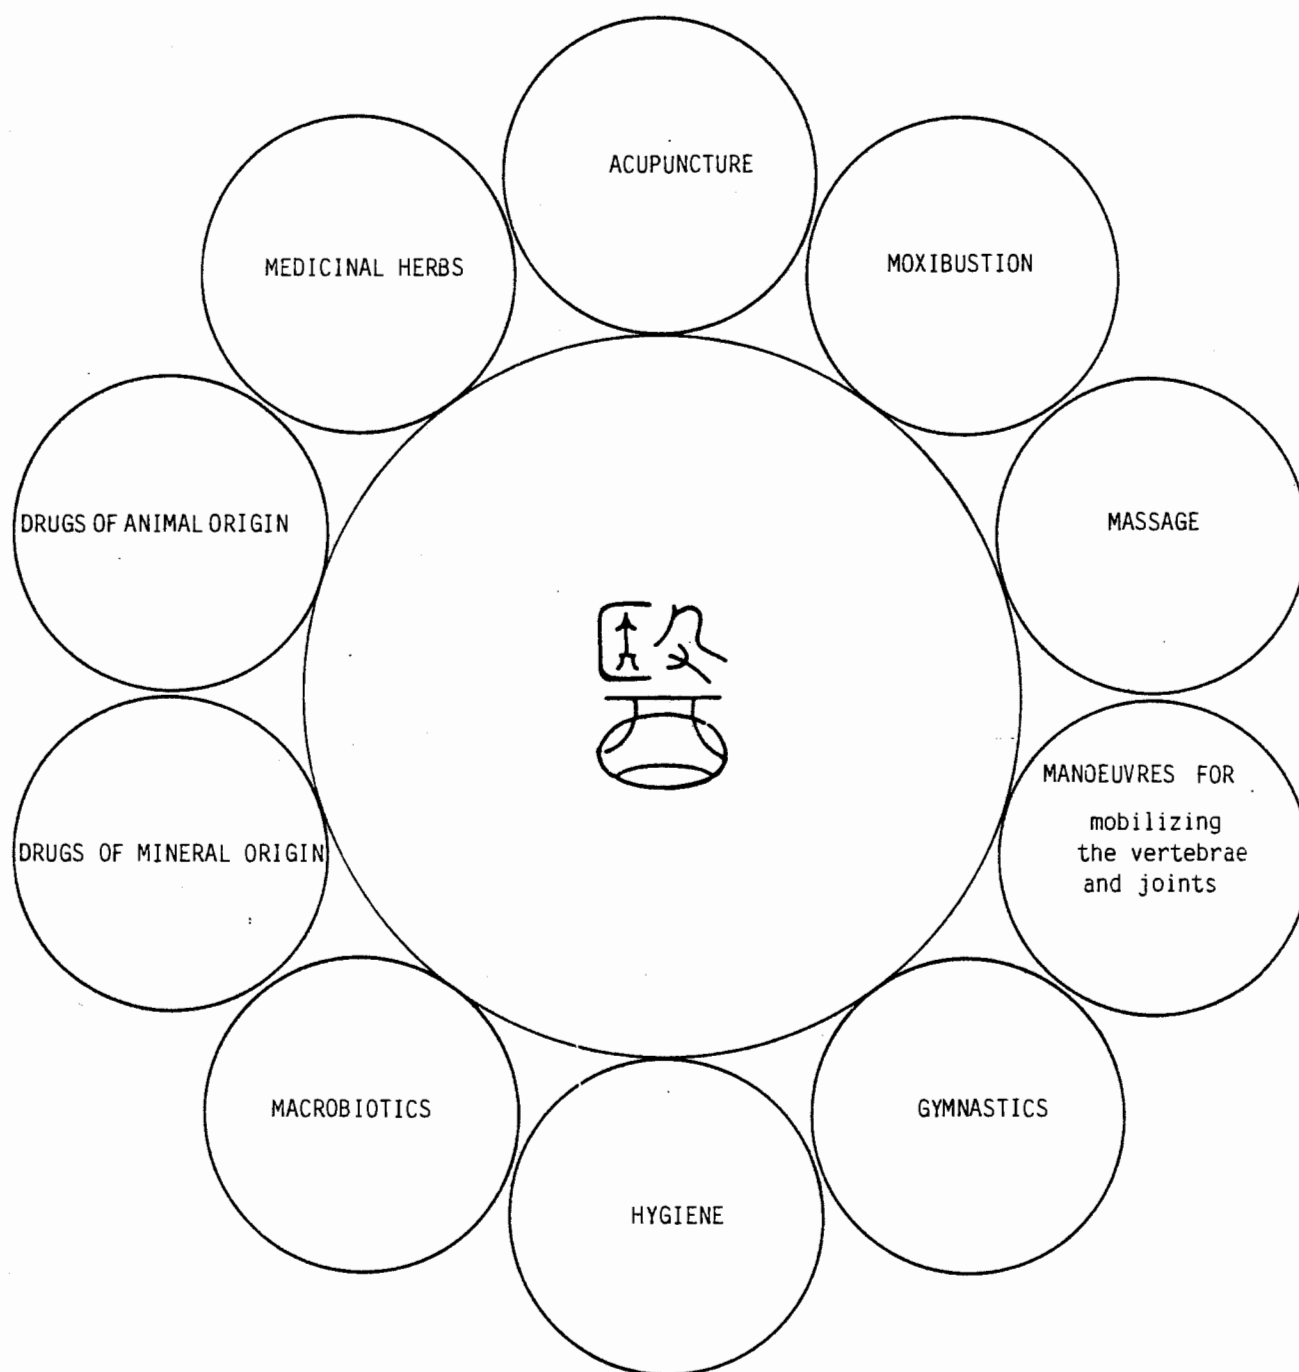 ACUPUNCTURE
MOXIBUSTION
MASSAGE
MANOEUVRES FOR
mobilizing
the vertebrae
and joints
GYMNASTICS
HYGIENE
MACROBIOTICS
DRUGS OF MINERAL ORIGIN
DRUGS OF ANIMAL ORIGIN
MEDICINAL HERBS